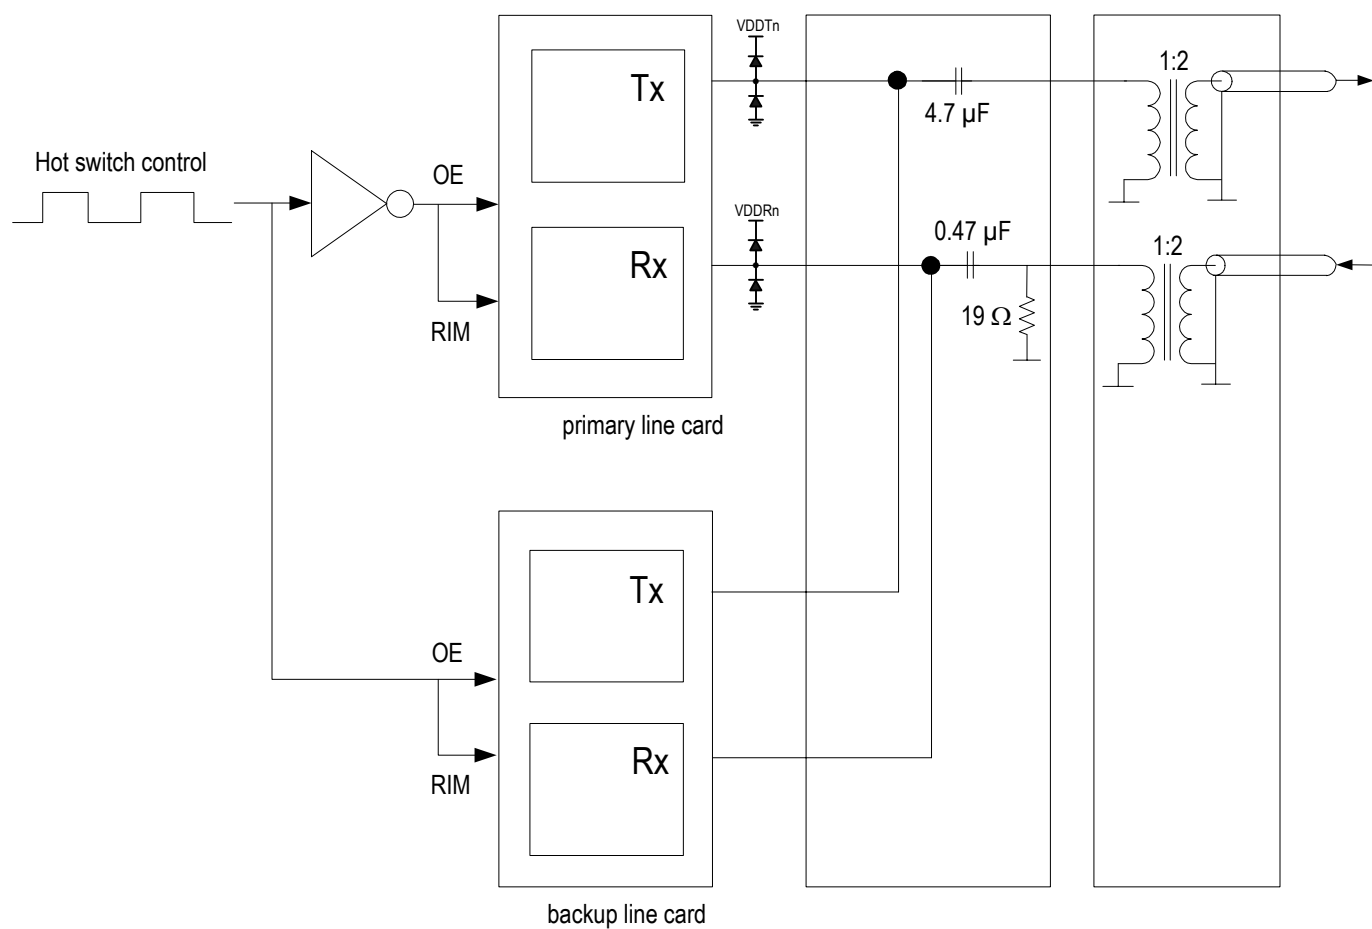 VDDTn
1:2
Tx
4.7 µF
Hot switch control
OE
VDDRn
0.47 µF
1:2
Rx
19 Ω
RIM
primary line card
Tx
OE
Rx
RIM
backup line card